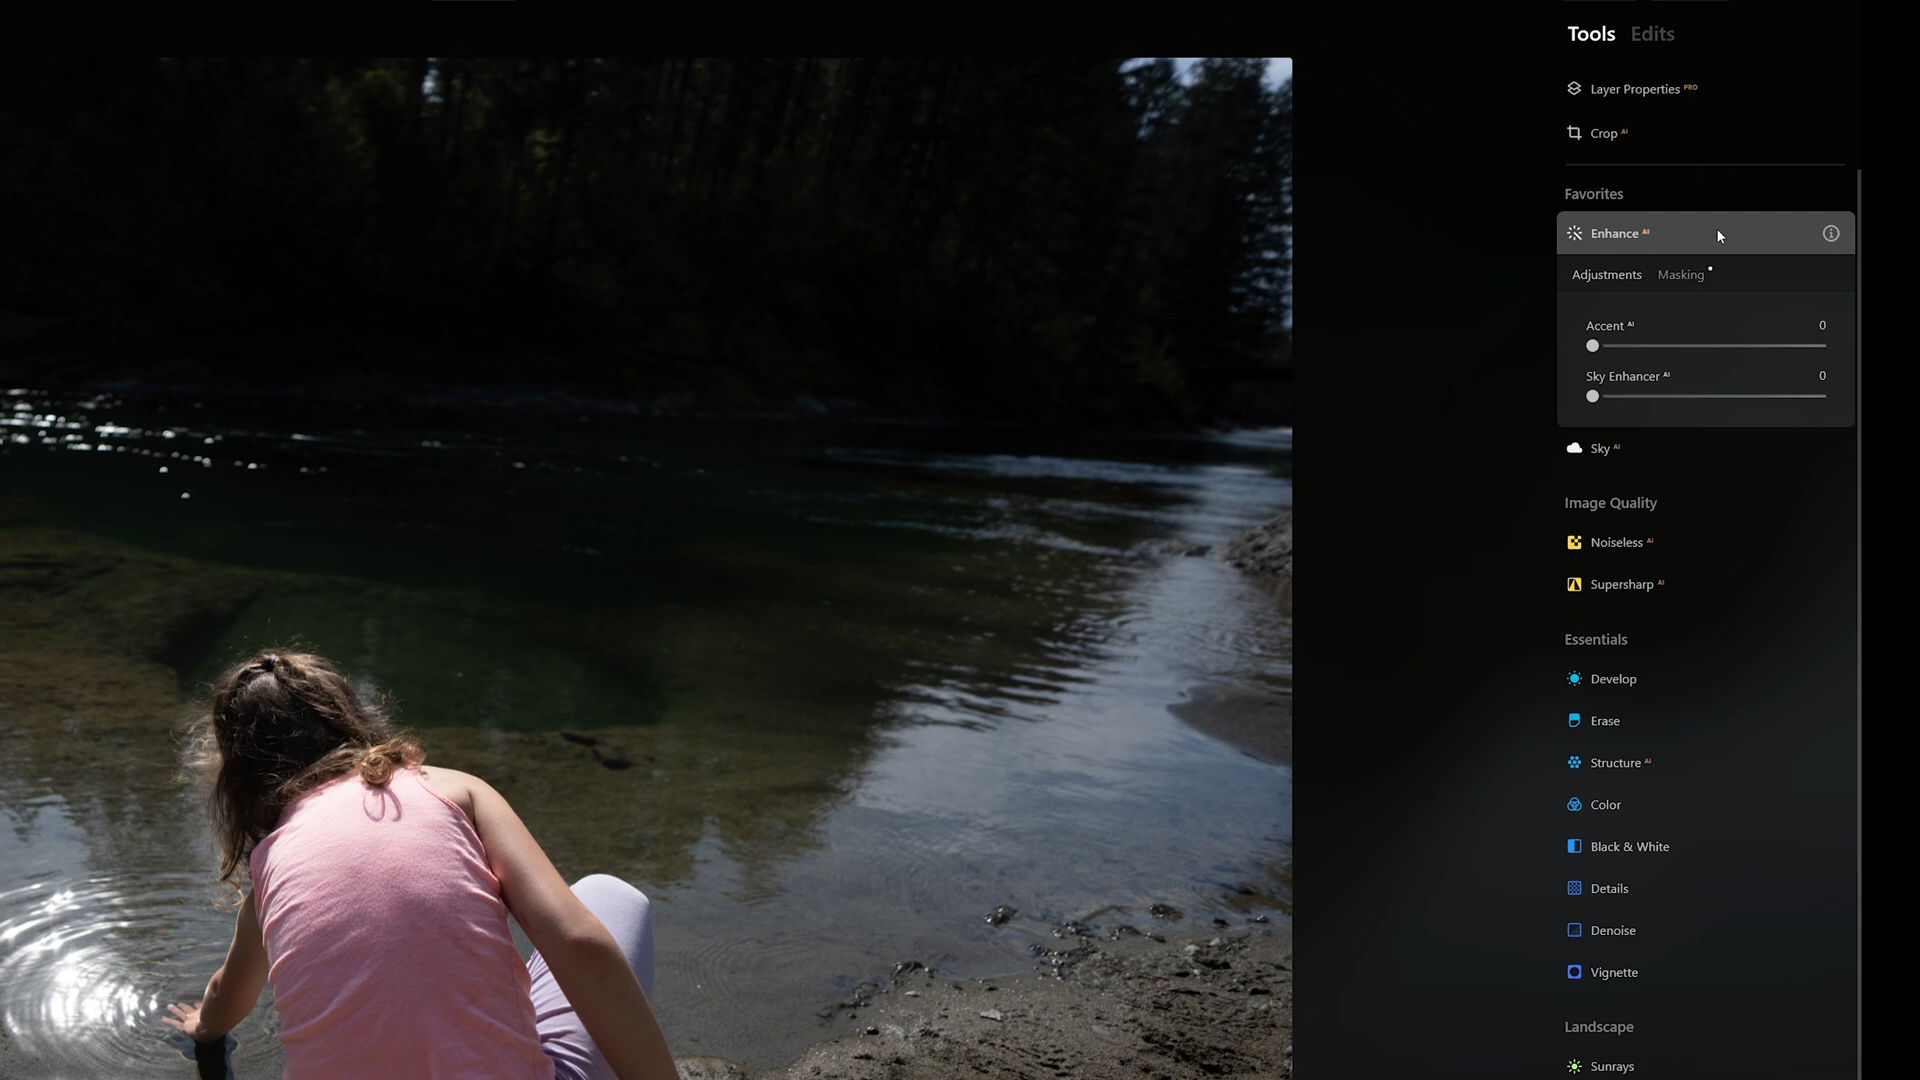 Tools Edits
Layer Properties PRO
Crop AI
Favorites
Enhance AI
Adjustments Masking
Accent AI 0
Sky Enhancer AI 0
Sky AI
Image Quality
Noiseless AI
Supersharp AI
Essentials
Develop
Erase
Structure AI
Color
Black & White
Details
Denoise
Vignette
Landscape
Sunrays